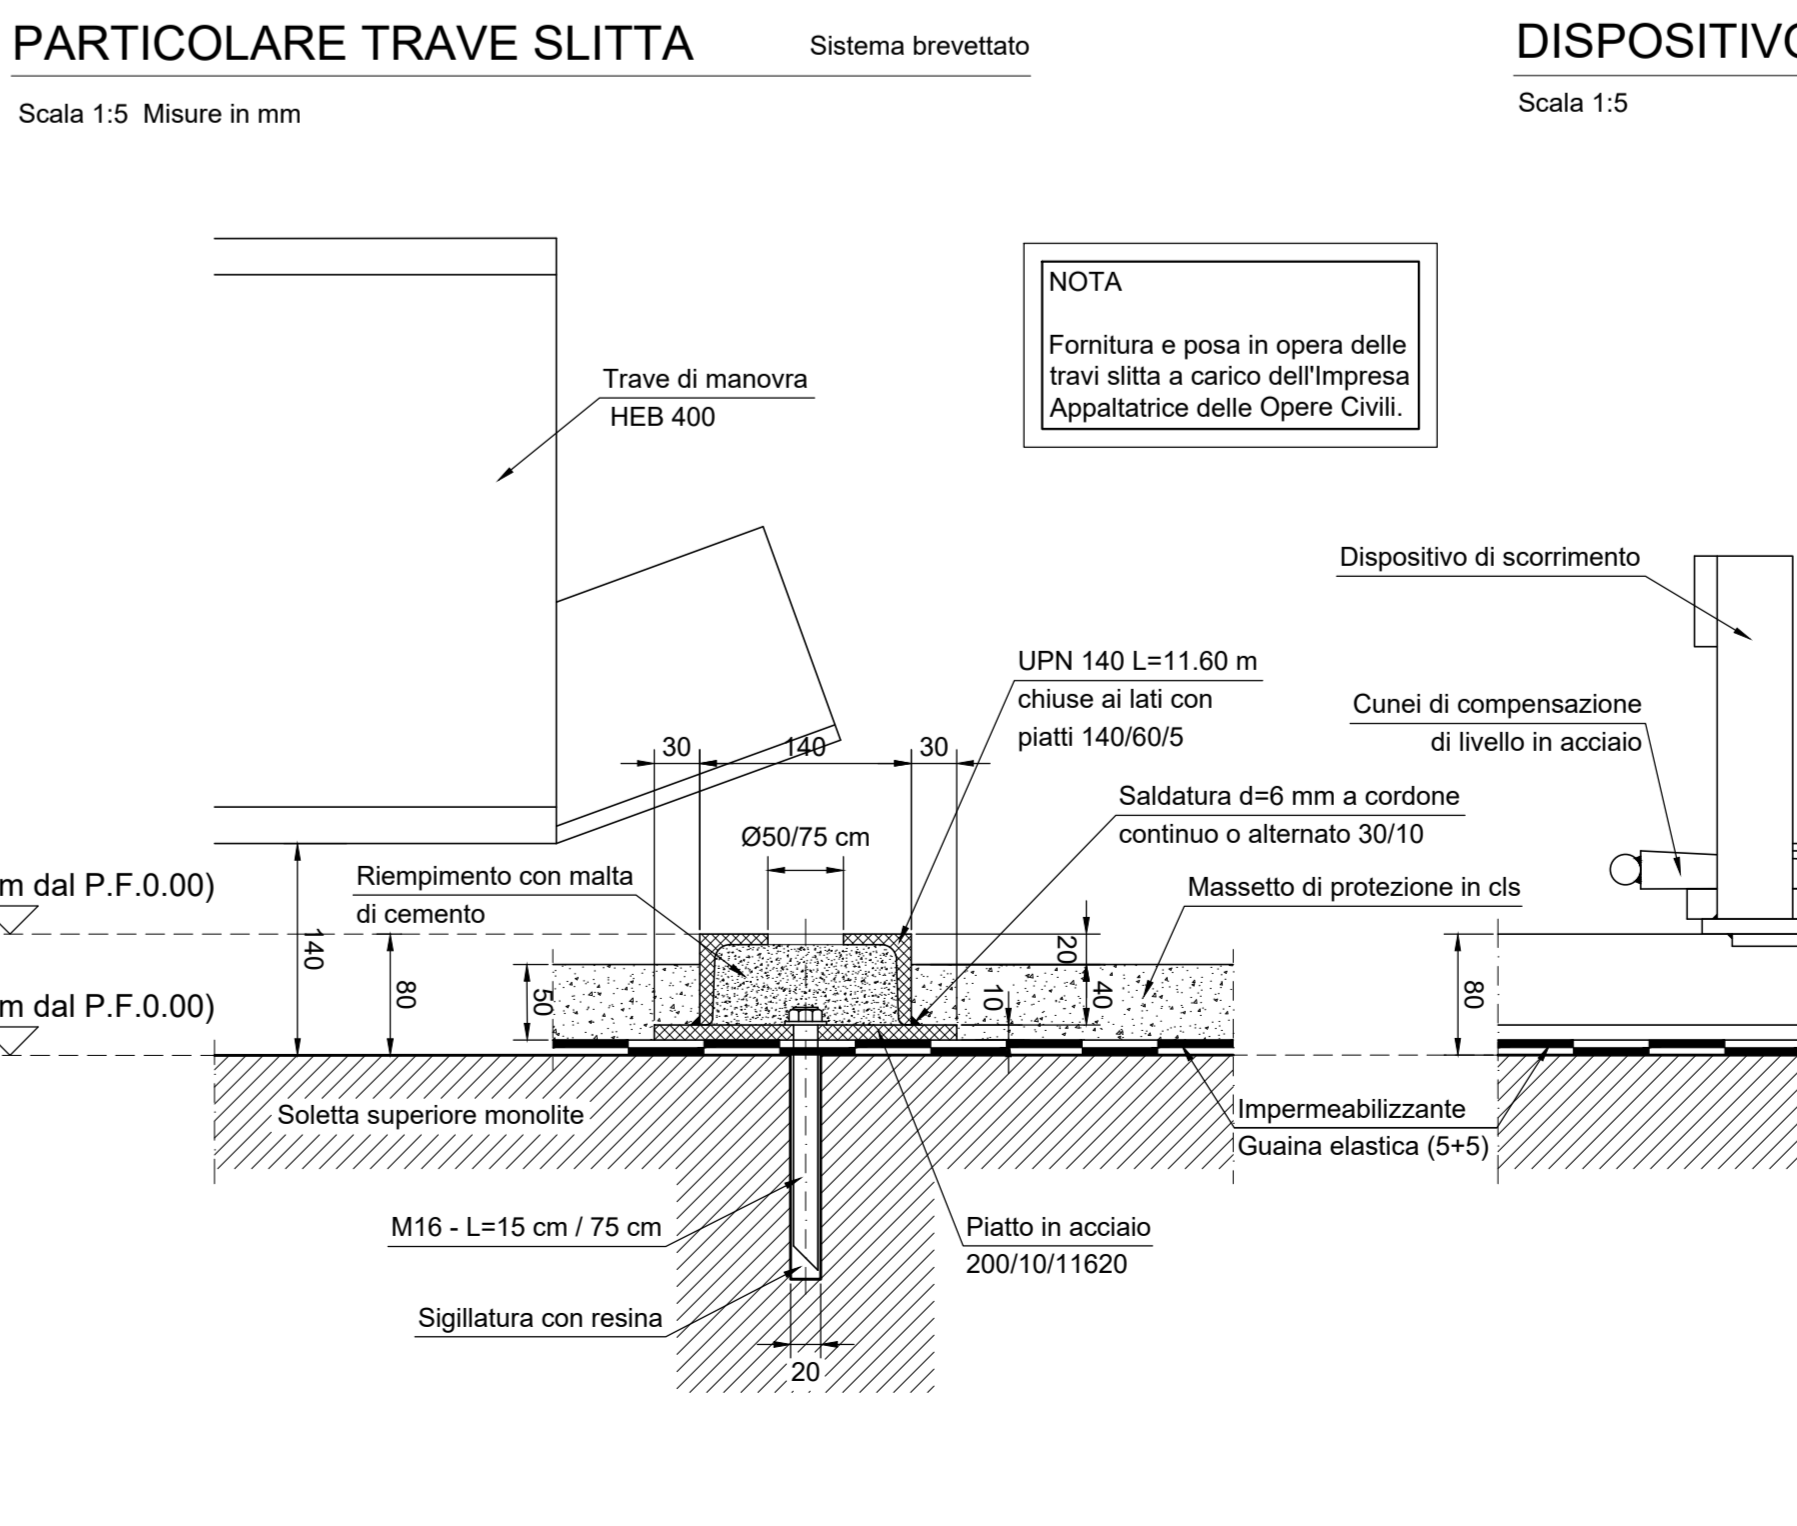 PARTICOLARE TRAVE SLITTA
Sistema brevettato
Scala 1:5 Misure in mm
DISPOSITIVO
Scala 1:5
NOTA
Fornitura e posa in opera delle
travi slitta a carico dell'Impresa
Appaltatrice delle Opere Civili.
Trave di manovra
HEB 400
Dispositivo di scorrimento
UPN 140 L=11.60 m
chiuse ai lati con
piatti 140/60/5
Cunei di compensazione
di livello in acciaio
30
140
30
Saldatura d=6 mm a cordone
continuo o alternato 30/10
Ø50/75 cm
Riempimento con malta
di cemento
Massetto di protezione in cls
m dal P.F.0.00)
140
80
50
20
40
10
80
m dal P.F.0.00)
Soletta superiore monolite
Impermeabilizzante
Guaina elastica (5+5)
M16 - L=15 cm / 75 cm
Piatto in acciaio
200/10/11620
Sigillatura con resina
20